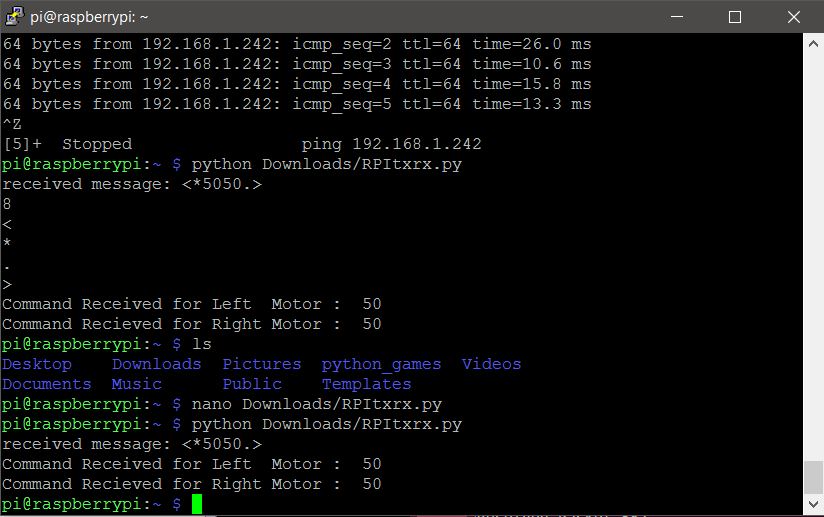 pi@raspberrypi: ~
64 bytes from 192.168.1.242: icmp_seq=2 ttl=64 time=26.0 ms
64 bytes from 192.168.1.242: icmp_seq=3 ttl=64 time=10.6 ms
64 bytes from 192.168.1.242: icmp_seq=4 ttl=64 time=15.8 ms
64 bytes from 192.168.1.242: icmp_seq=5 ttl=64 time=13.3 ms
^Z
[5]+  Stopped                 ping 192.168.1.242
pi@raspberrypi:~ $ python Downloads/RPItxrx.py
received message: <*5050.>
8
<
*
.
>
Command Received for Left  Motor :  50
Command Recieved for Right Motor :  50
pi@raspberrypi:~ $ ls
Desktop    Downloads  Pictures  python_games  Videos
Documents  Music      Public    Templates
pi@raspberrypi:~ $ nano Downloads/RPItxrx.py
pi@raspberrypi:~ $ python Downloads/RPItxrx.py
received message: <*5050.>
Command Received for Left  Motor :  50
Command Recieved for Right Motor :  50
pi@raspberrypi:~ $